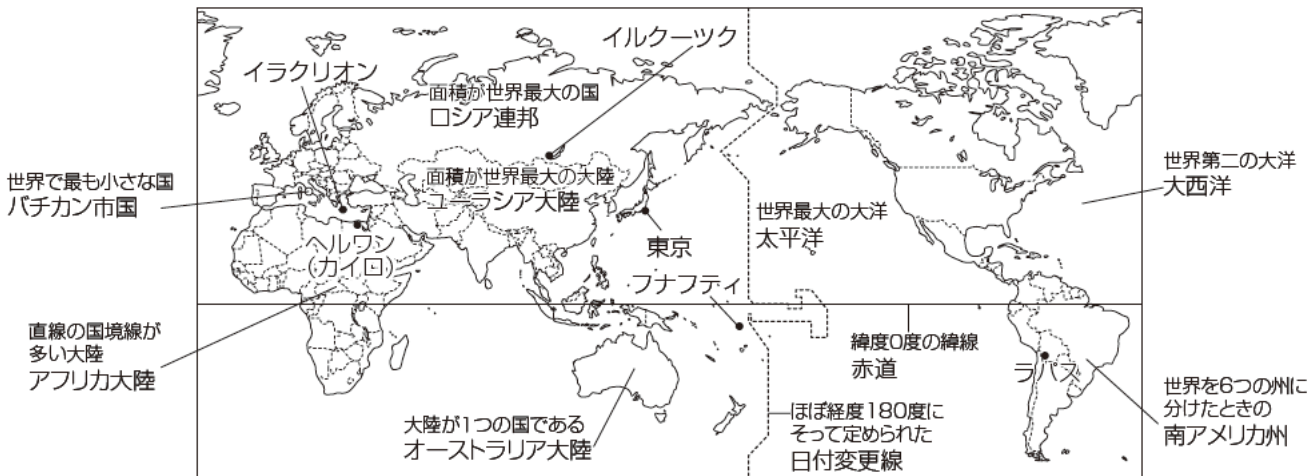 イルクーツク
イラクリオン
面積が世界最大の国
ロシア連邦
世界で最も小さな国
バチカン市国
面積が世界最大の大陸
ユーラシア大陸
世界第二の大洋
大西洋
世界最大の大洋
太平洋
東京
ヘルワン
(カイロ)
フナフティ
直線の国境線が
多い大陸
アフリカ大陸
緯度0度の緯線
赤道
ラパス
世界を6つの州に
分けたときの
南アメリカ州
大陸が1つの国である
オーストラリア大陸
ほぼ経度180度に
そって定められた
日付変更線